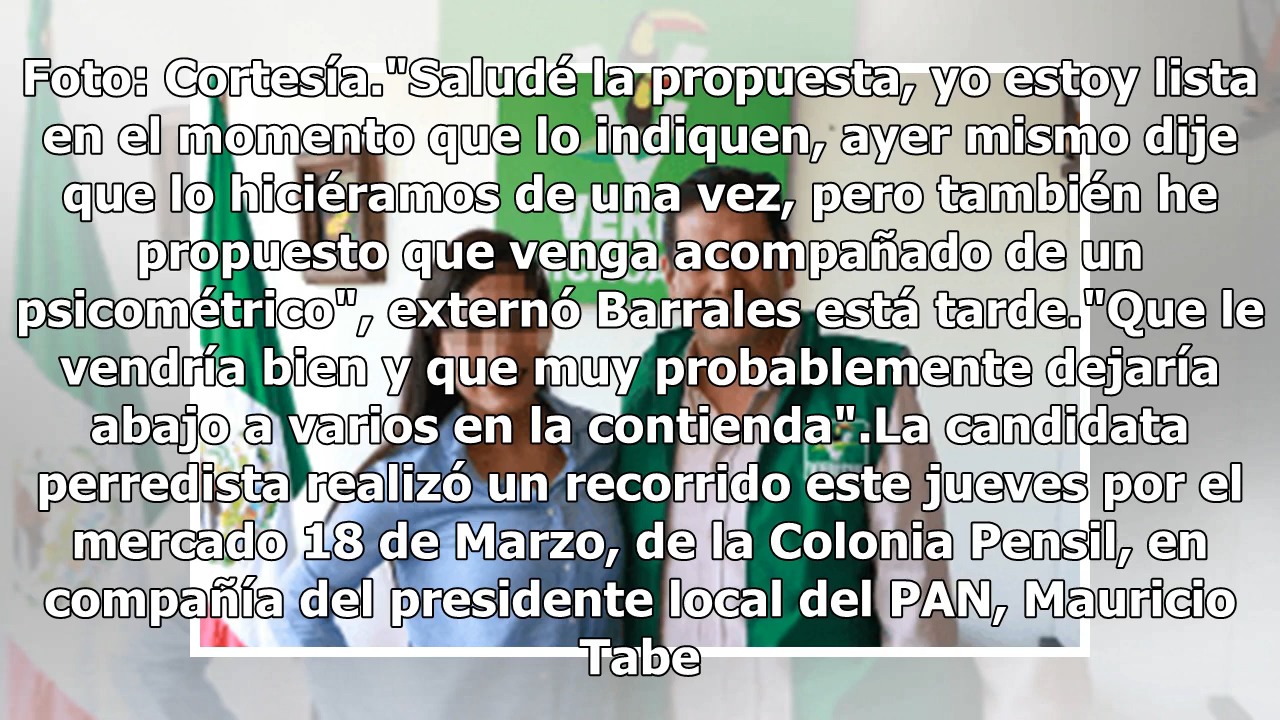 Foto: Cortesía."Saludé la propuesta, yo estoy lista
en el momento que lo indiquen, ayer mismo dije
que lo hiciéramos de una vez, pero también he
propuesto que venga acompañado de un
psicométrico", externó Barrales está tarde."Que le
vendría bien y que muy probablemente dejaría
abajo a varios en la contienda".La candidata
perredista realizó un recorrido este jueves por el
mercado 18 de Marzo, de la Colonia Pensil, en
compañía del presidente local del PAN, Mauricio
Tabe